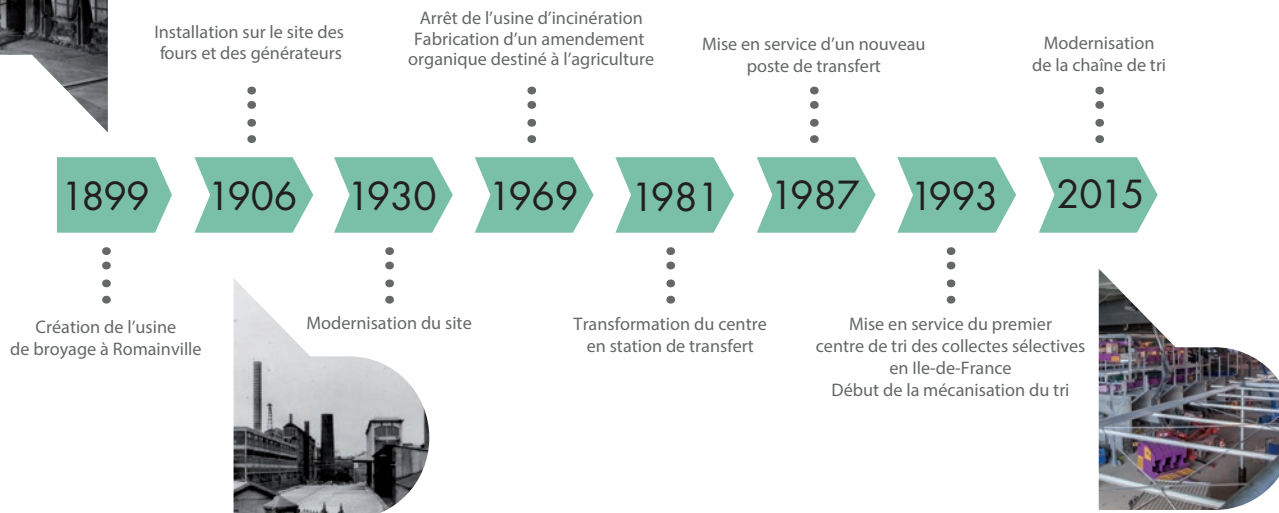 Installation sur le site des
fours et des générateurs
Arrêt de l'usine d'incinération
Fabrication d'un amendement
organique destiné à l'agriculture
Mise en service d'un nouveau
poste de transfert
Modernisation
de la chaîne de tri
1899
1906
1930
1969
1981
1987
1993
2015
Création de l'usine
de broyage à Romainville
Modernisation du site
Transformation du centre
en station de transfert
Mise en service du premier
centre de tri des collectes sélectives
en Ile-de-France
Début de la mécanisation du tri